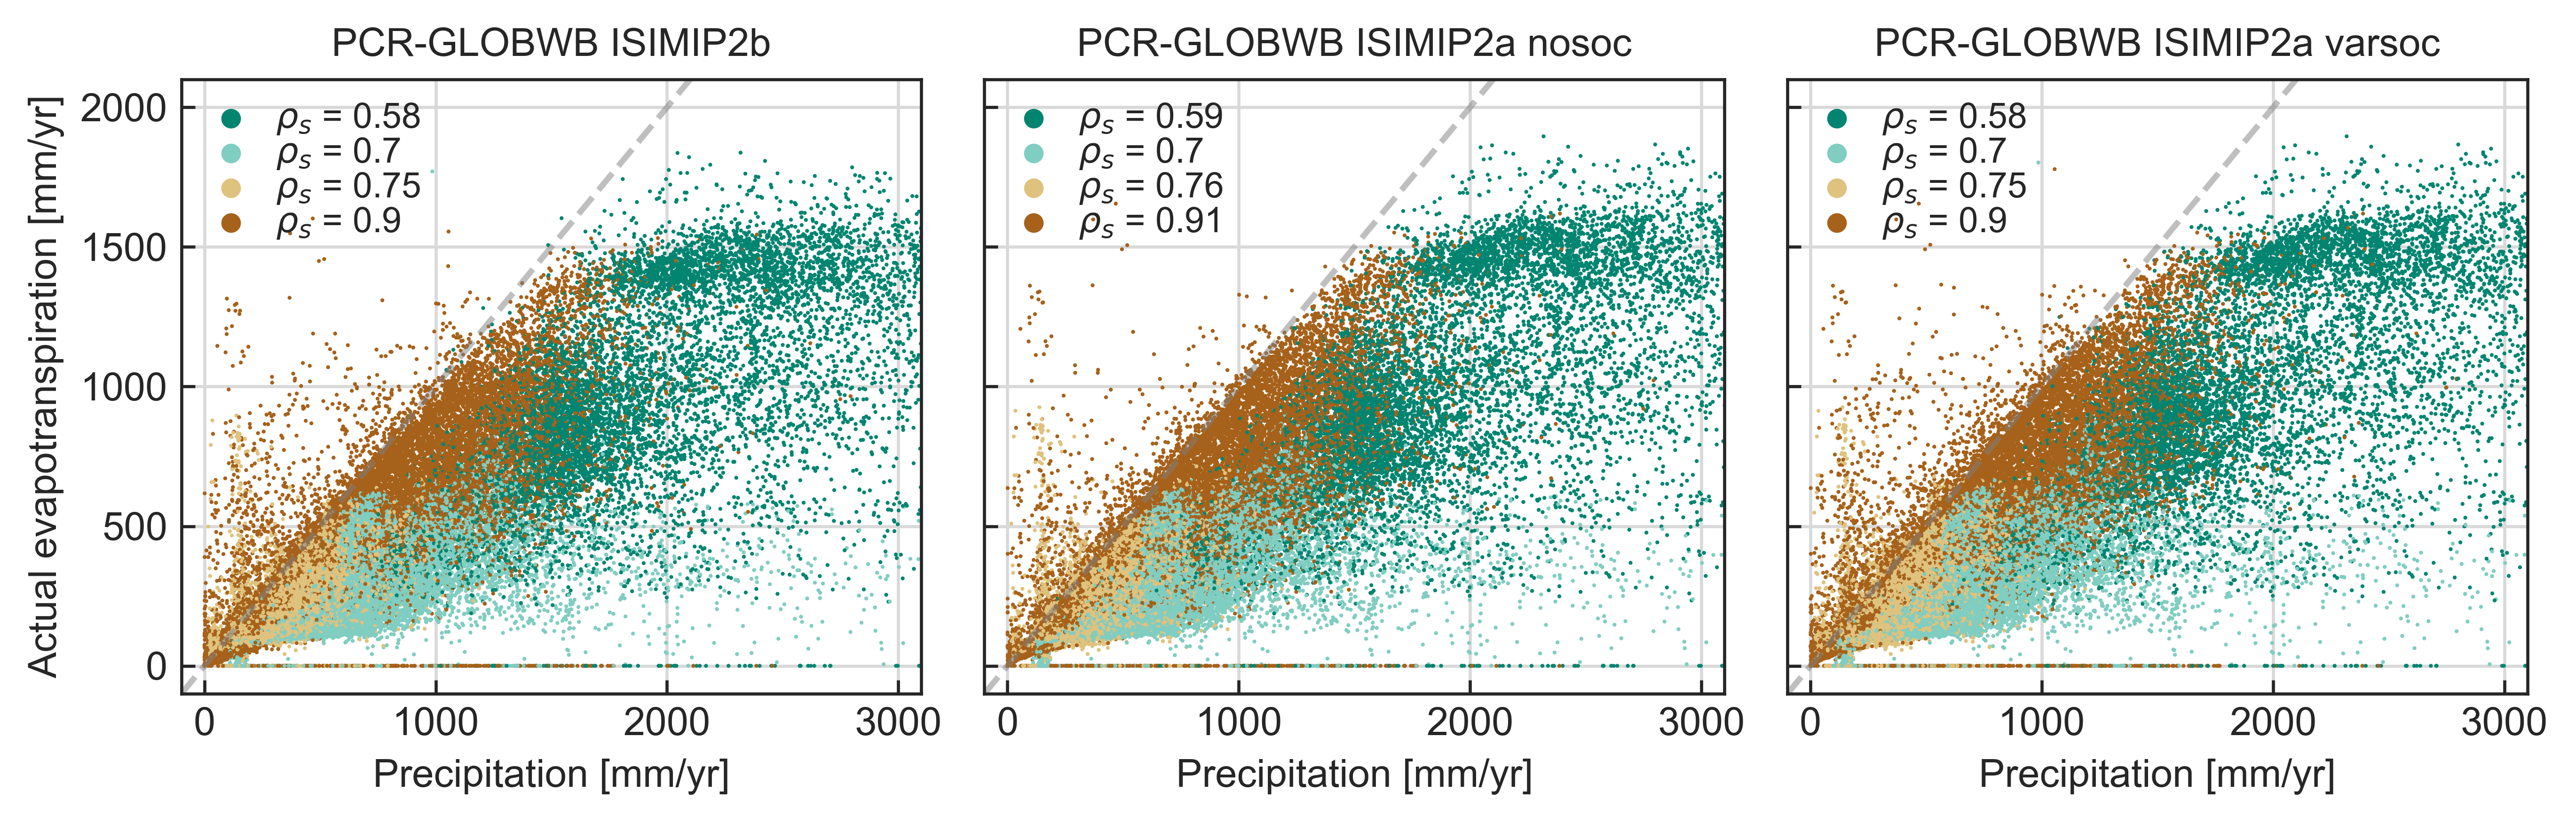 PCR-GLOBWB ISIMIP2b
PCR-GLOBWB ISIMIP2a nosoc
PCR-GLOBWB ISIMIP2a varsoc
Actual evapotranspiration [mm/yr]
2000
1500
1000
500
0
ρs = 0.58
ρs = 0.7
ρs = 0.75
ρs = 0.9
ρs = 0.59
ρs = 0.7
ρs = 0.76
ρs = 0.91
ρs = 0.58
ρs = 0.7
ρs = 0.75
ρs = 0.9
0 1000 2000 3000
0 1000 2000 3000
0 1000 2000 3000
Precipitation [mm/yr]
Precipitation [mm/yr]
Precipitation [mm/yr]